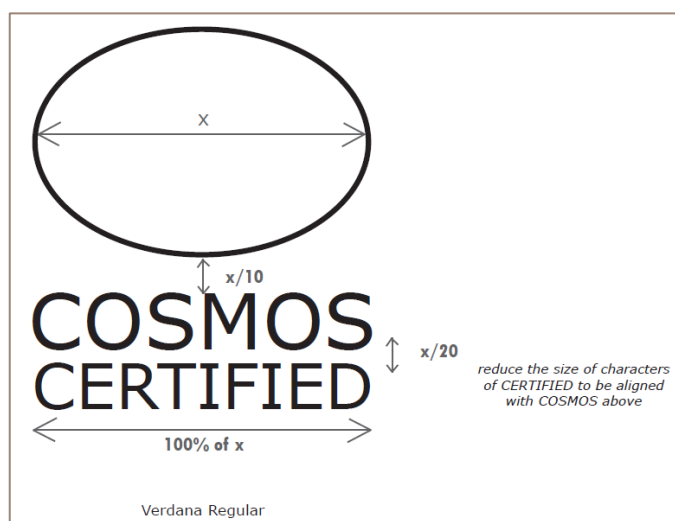 x
x/10
COSMOS
x/20
CERTIFIED
reduce the size of characters
of CERTIFIED to be aligned
with COSMOS above
100% of x
Verdana Regular